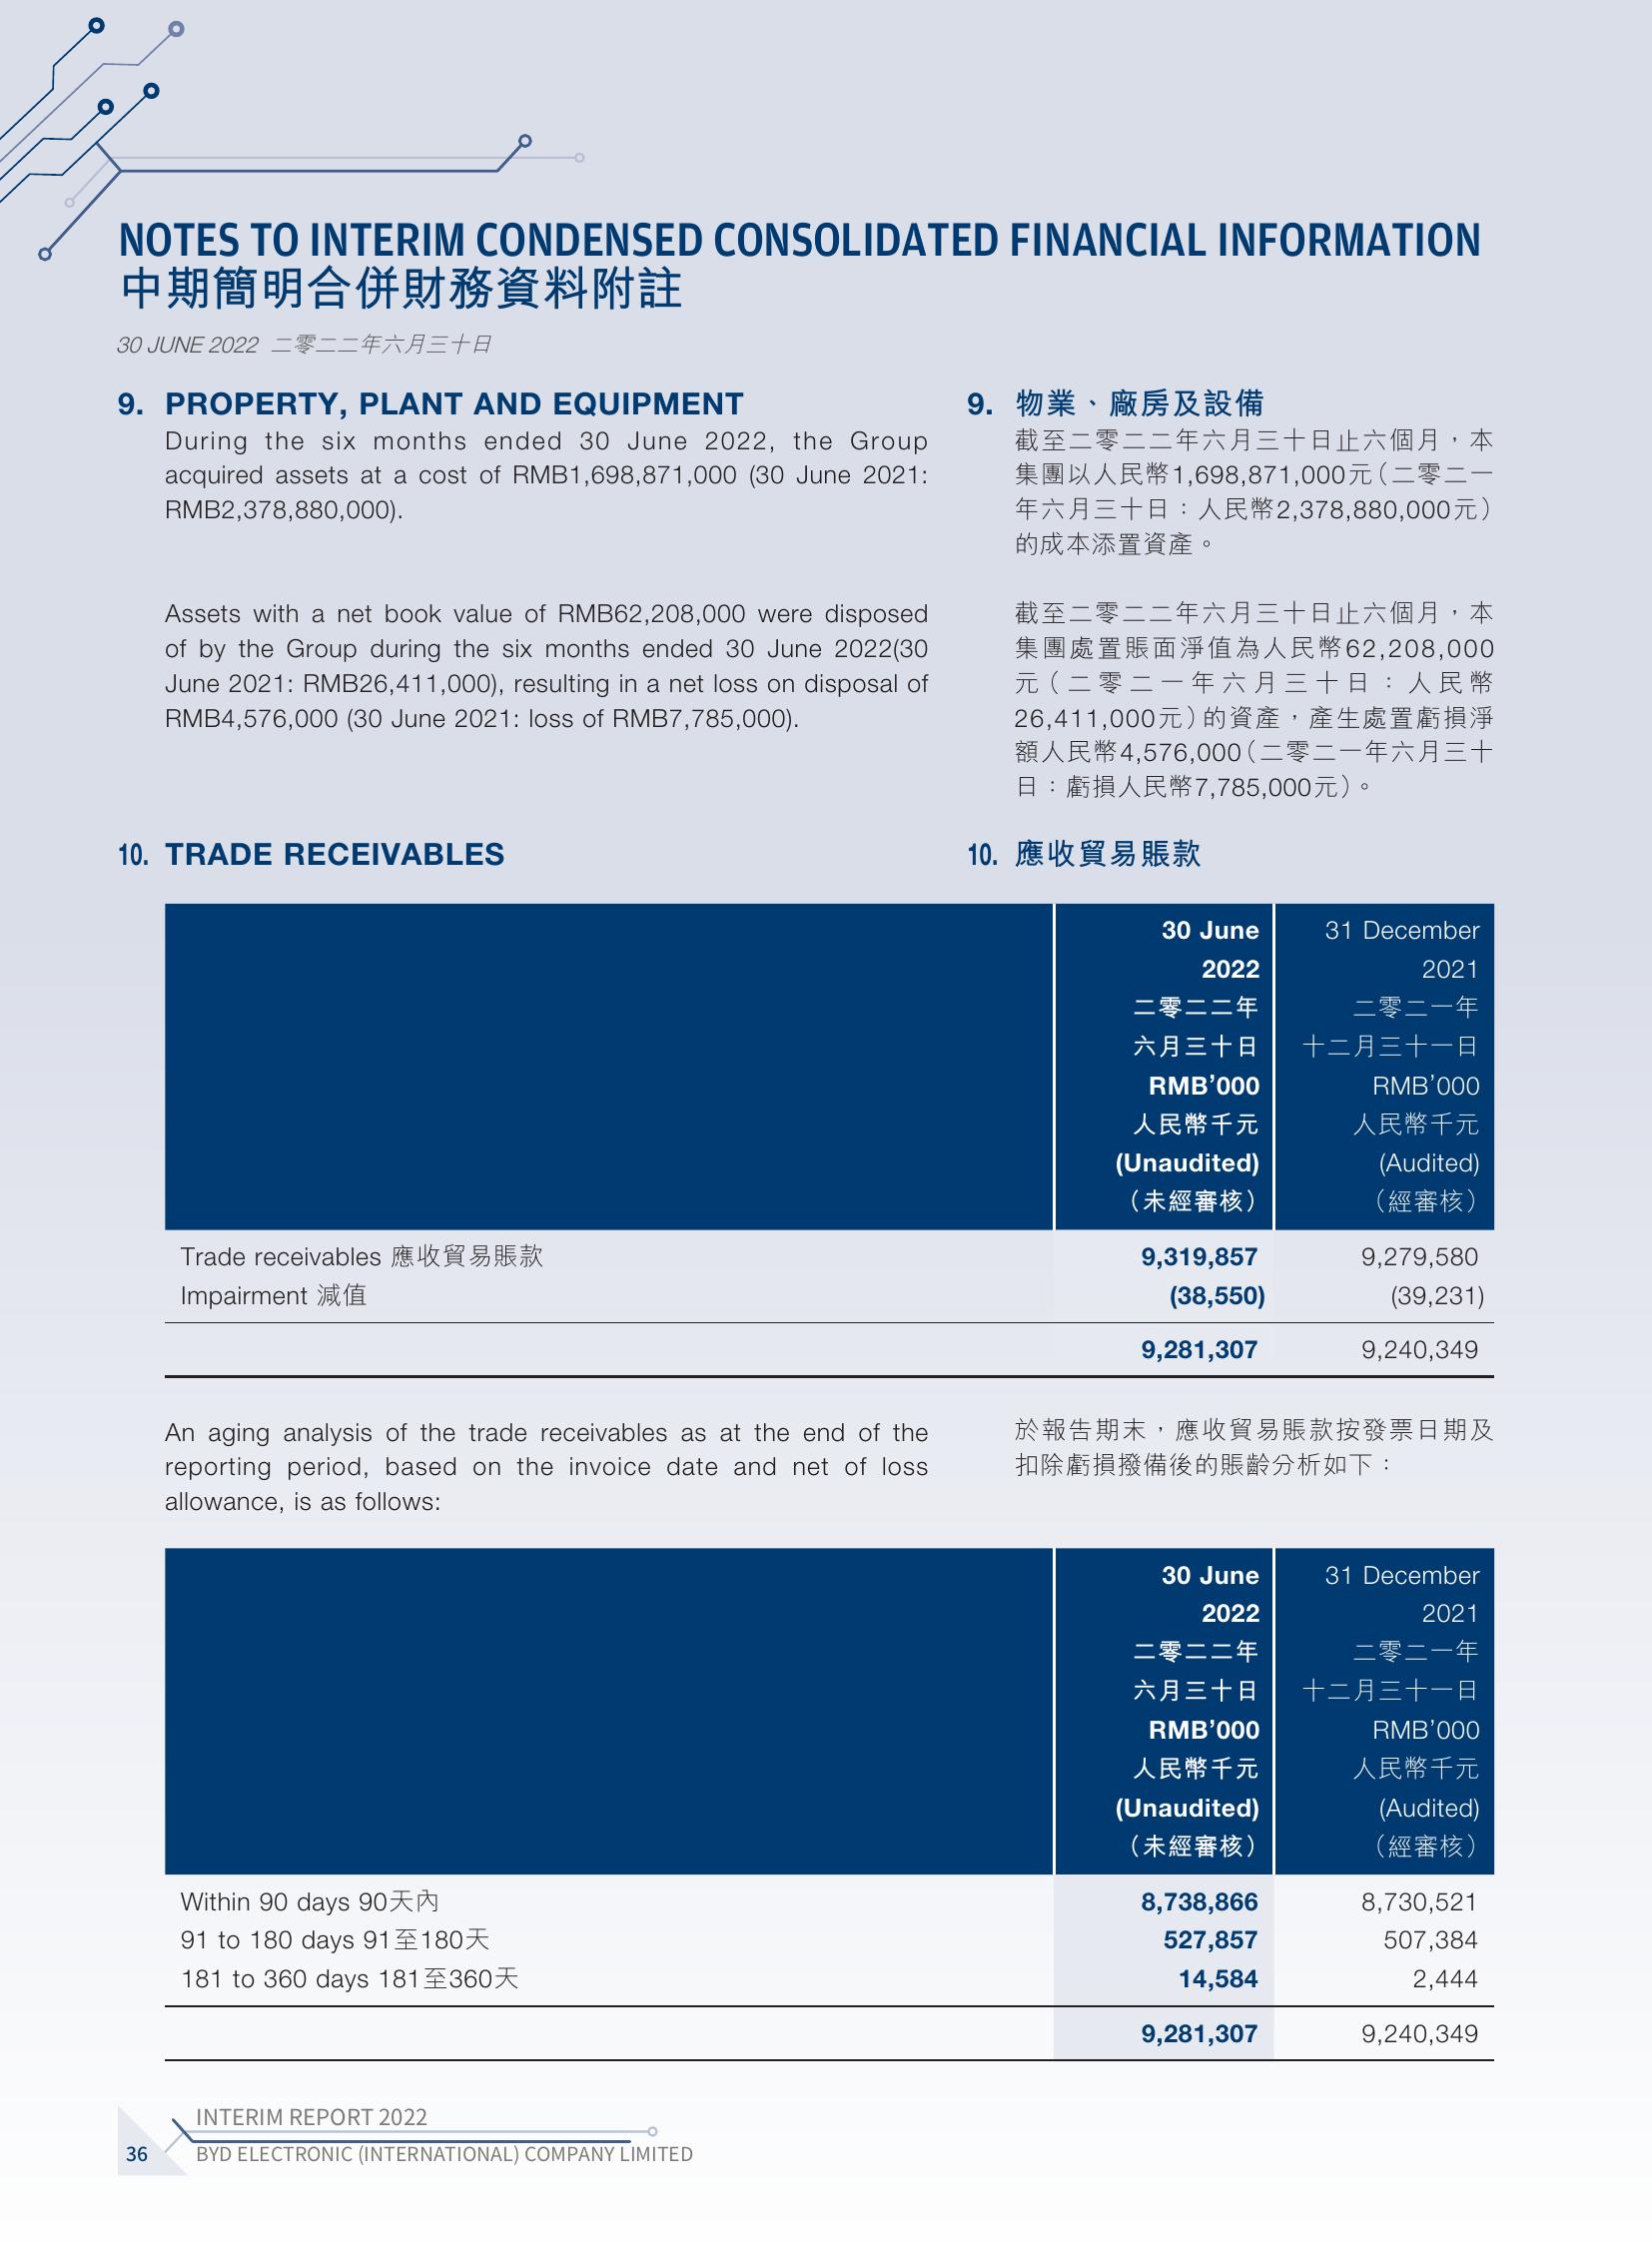 NOTES TO INTERIM CONDENSED CONSOLIDATED FINANCIAL INFORMATION
中期簡明合併財務資料附註
30 JUNE 2022 二零二二年六月三十日
9. PROPERTY, PLANT AND EQUIPMENT
During the six months ended 30 June 2022, the Group
acquired assets at a cost of RMB1,698,871,000 (30 June 2021:
RMB2,378,880,000).
Assets with a net book value of RMB62,208,000 were disposed
of by the Group during the six months ended 30 June 2022(30
June 2021: RMB26,411,000), resulting in a net loss on disposal of
RMB4,576,000 (30 June 2021: loss of RMB7,785,000).
9. 物業、廠房及設備
截至二零二二年六月三十日止六個月，本
集團以人民幣1,698,871,000元（二零二一
年六月三十日：人民幣2,378,880,000元）
的成本添置資產。
截至二零二二年六月三十日止六個月，本
集團處置賬面淨值為人民幣62,208,000
元（二零二一年六月三十日：人民幣
26,411,000元）的資產，產生處置虧損淨
額人民幣4,576,000（二零二一年六月三十
日：虧損人民幣7,785,000元）。
10. TRADE RECEIVABLES
10. 應收貿易賬款
30 June
2022
二零二二年
六月三十日
RMB’000
人民幣千元
(Unaudited)
（未經審核）
31 December
2021
二零二一年
十二月三十一日
RMB’000
人民幣千元
(Audited)
（經審核）
Trade receivables 應收貿易賬款 9,319,857 9,279,580
Impairment 減值 (38,550) (39,231)
9,281,307 9,240,349
An aging analysis of the trade receivables as at the end of the
reporting period, based on the invoice date and net of loss
allowance, is as follows:
於報告期末，應收貿易賬款按發票日期及
扣除虧損撥備後的賬齡分析如下：
30 June
2022
二零二二年
六月三十日
RMB’000
人民幣千元
(Unaudited)
（未經審核）
31 December
2021
二零二一年
十二月三十一日
RMB’000
人民幣千元
(Audited)
（經審核）
Within 90 days 90天內 8,738,866 8,730,521
91 to 180 days 91至180天 527,857 507,384
181 to 360 days 181至360天 14,584 2,444
9,281,307 9,240,349
INTERIM REPORT 2022
36 BYD ELECTRONIC (INTERNATIONAL) COMPANY LIMITED